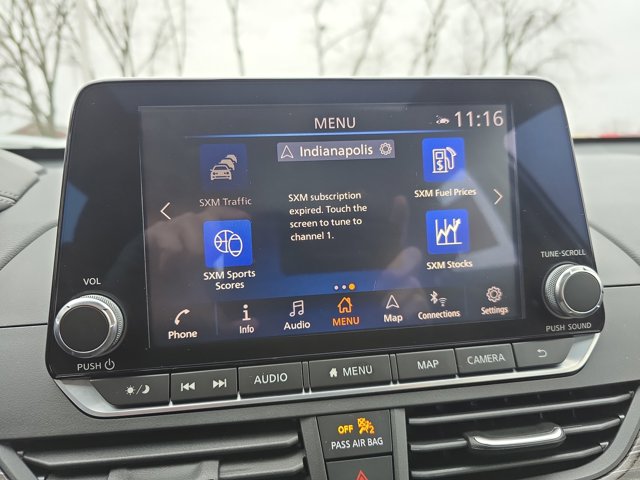 MENU
11:16
Indianapolis
SXM Traffic
SXM Fuel Prices
SXM subscription
expired. Touch the
screen to tune to
channel 1.
SXM Sports
Scores
SXM Stocks
Phone
Info
Audio
MENU
Map
Connections
Settings
VOL
PUSH
TUNE·SCROLL
PUSH SOUND
AUDIO
MENU
MAP
CAMERA
OFF 2
PASS AIR BAG